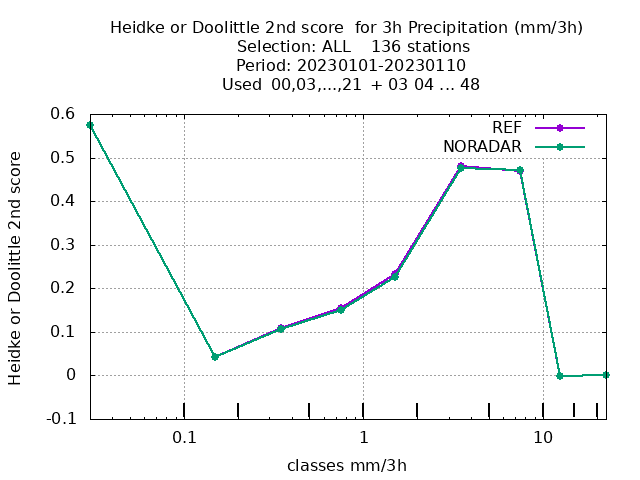 Heidke or Doolittle 2nd score  for 3h Precipitation (mm/3h)
Selection: ALL    136 stations
Period: 20230101-20230110
Used  00,03,...,21  + 03 04 ... 48
REF
NORADAR
0.6
0.5
0.4
0.3
0.2
0.1
0
-0.1
Heidke or Doolittle 2nd score
0.1
1
10
classes mm/3h